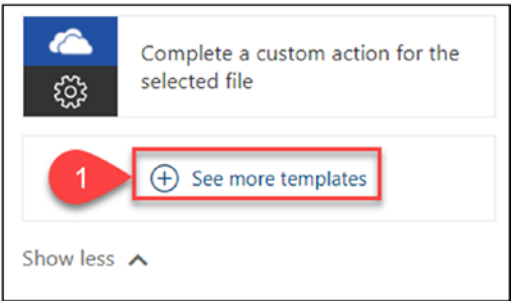 Complete a custom action for the
selected file
1
See more templates
Show less